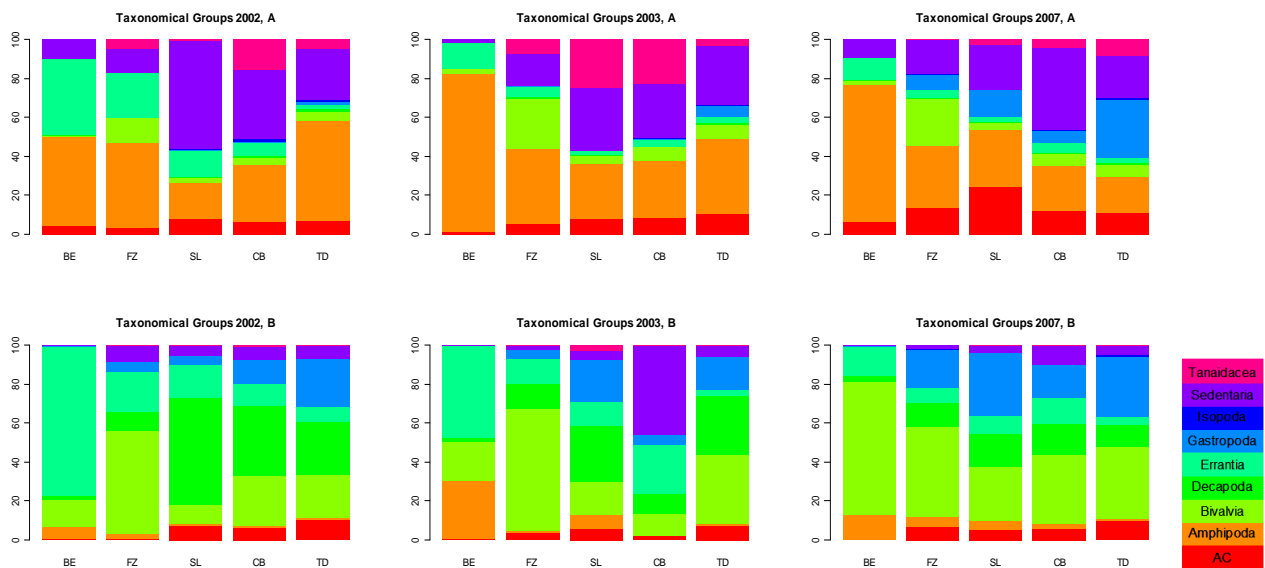 Taxonomical Groups 2002, A
Taxonomical Groups 2003, A
Taxonomical Groups 2007, A
100
80
60
40
20
0
100
80
60
40
20
0
100
80
60
40
20
0
BE FZ SL CB TD
BE FZ SL CB TD
BE FZ SL CB TD
Taxonomical Groups 2002, B
Taxonomical Groups 2003, B
Taxonomical Groups 2007, B
100
80
60
40
20
0
100
80
60
40
20
0
100
80
60
40
20
0
BE FZ SL CB TD
BE FZ SL CB TD
BE FZ SL CB TD
Tanaidacea
Sedentaria
Isopoda
Gastropoda
Errantia
Decapoda
Bivalvia
Amphipoda
AC